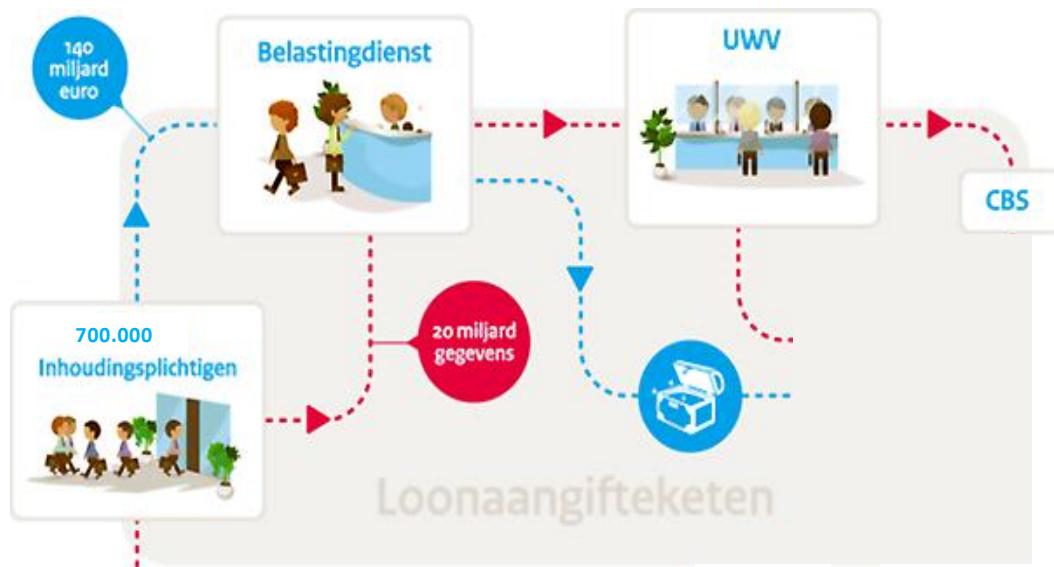 140
miljard
euro
Belastingdienst
UWV
CBS
700.000
Inhoudingsplichtigen
20 miljard
gegevens
Loonaangifteketen